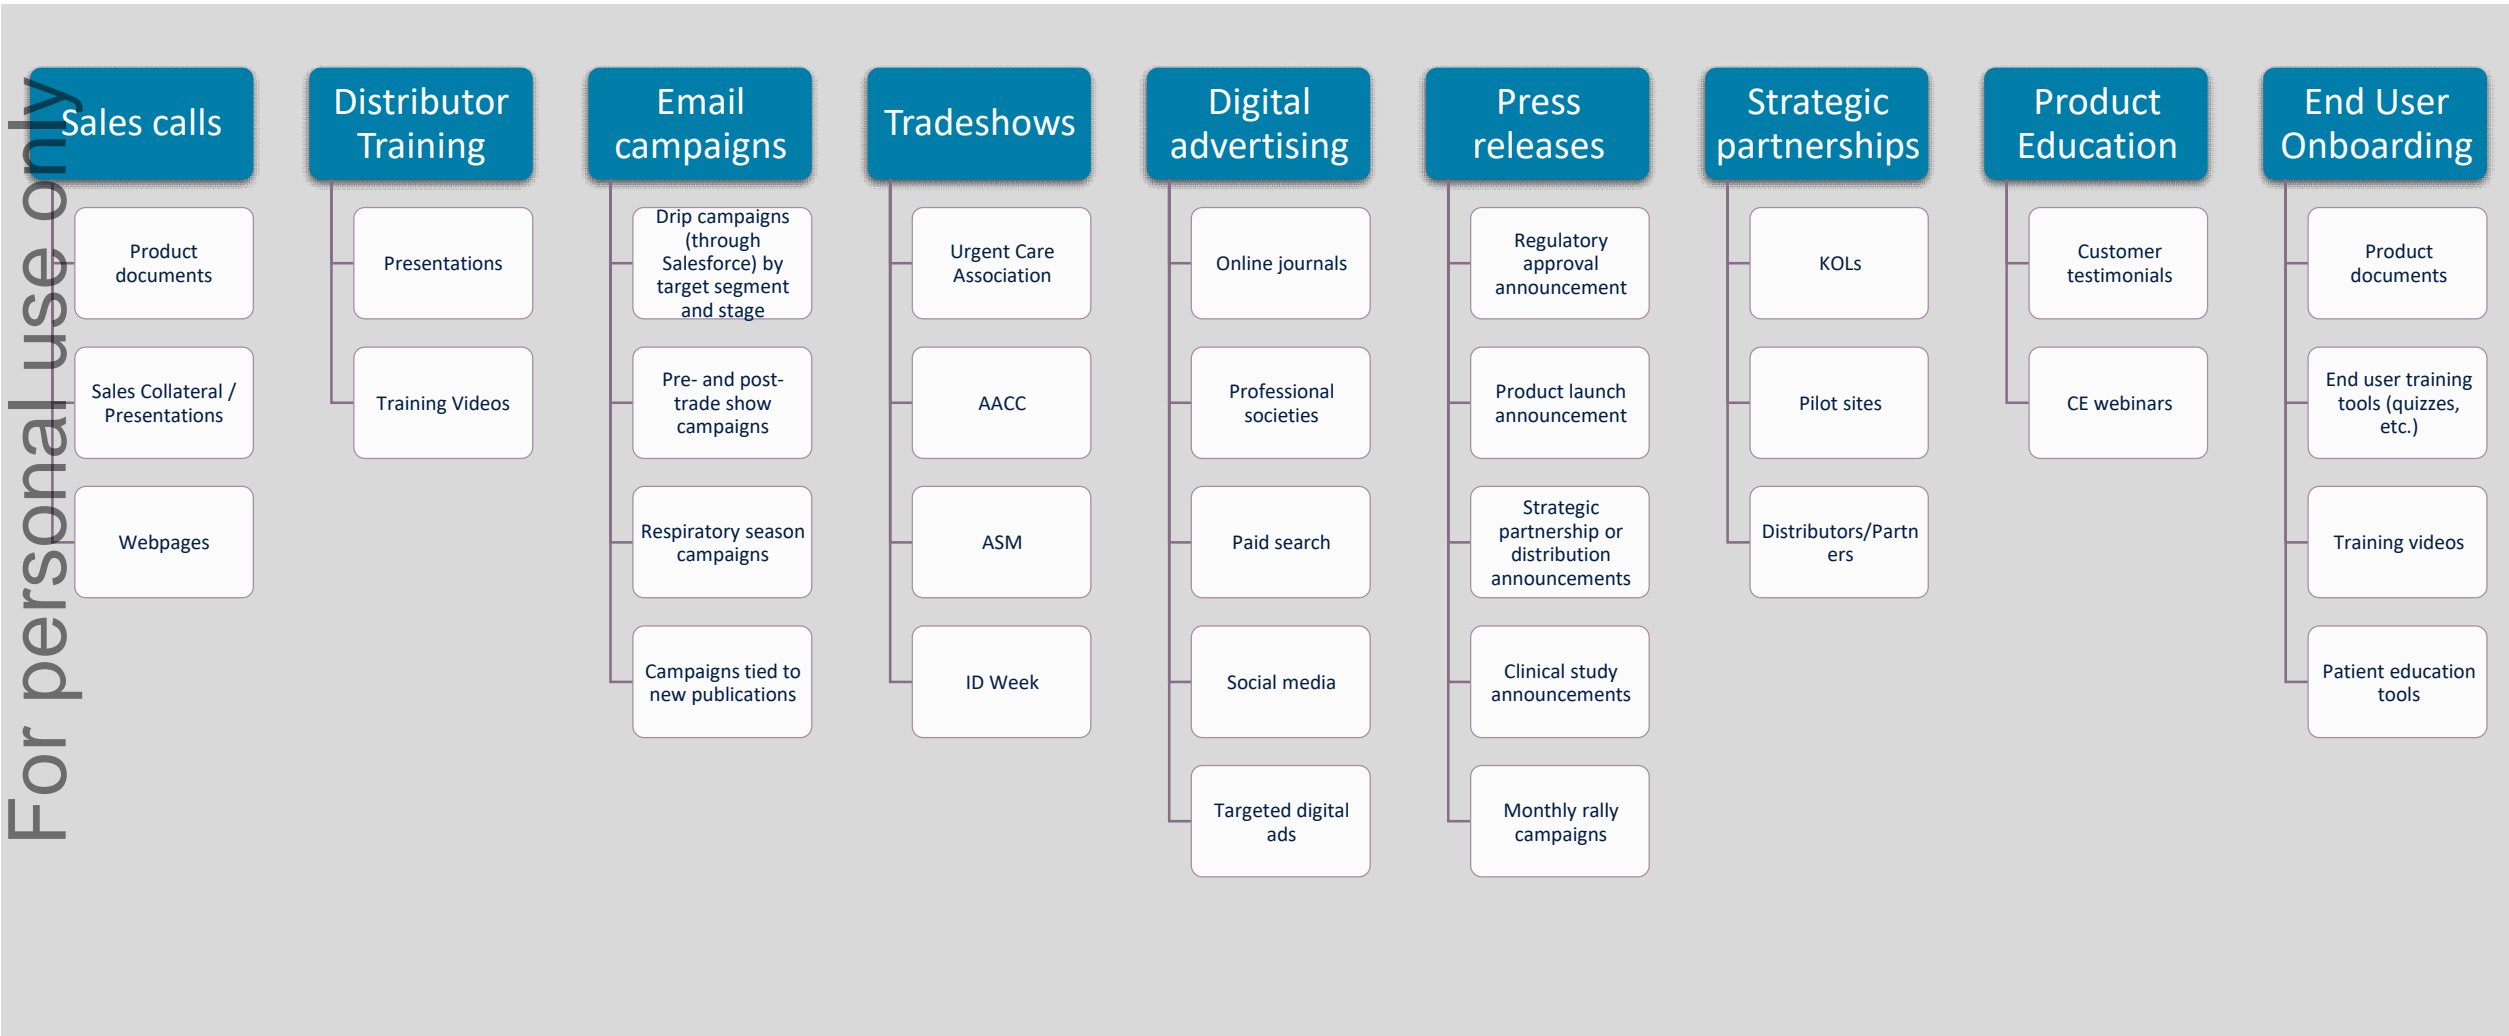 For personal use only
Sales calls
Product
documents
Sales Collateral /
Presentations
Webpages
Distributor
Training
Presentations
Training Videos
Email
campaigns
Drip campaigns
(through
Salesforce) by
target segment
and stage
Pre- and post-
trade show
campaigns
Respiratory season
campaigns
Campaigns tied to
new publications
Tradeshows
Urgent Care
Association
AACC
ASM
ID Week
Digital
advertising
Online journals
Professional
societies
Paid search
Social media
Targeted digital
ads
Press
releases
Regulatory
approval
announcement
Product launch
announcement
Strategic
partnership or
distribution
announcements
Clinical study
announcements
Monthly rally
campaigns
Strategic
partnerships
KOLs
Pilot sites
Distributors/Partn
ers
Product
Education
Customer
testimonials
CE webinars
End User
Onboarding
Product
documents
End user training
tools (quizzes,
etc.)
Training videos
Patient education
tools